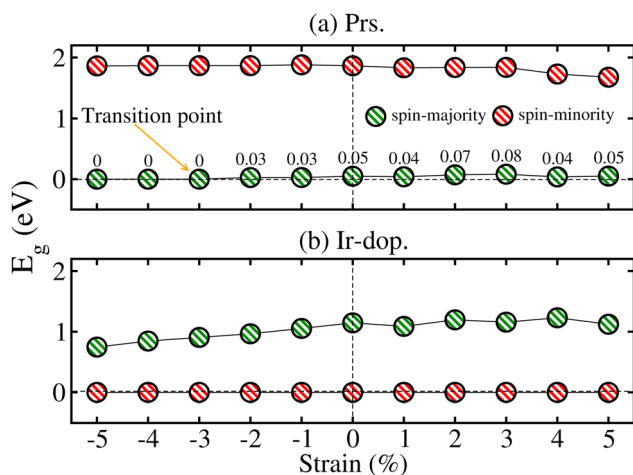 (a) Prs.
2
1
0
Transition point
spin-majority spin-minority
0 0 0 0.03 0.03 0.05 0.04 0.07 0.08 0.04 0.05
E_g (eV)
(b) Ir-dop.
2
1
0
-5 -4 -3 -2 -1 0 1 2 3 4 5
Strain (%)